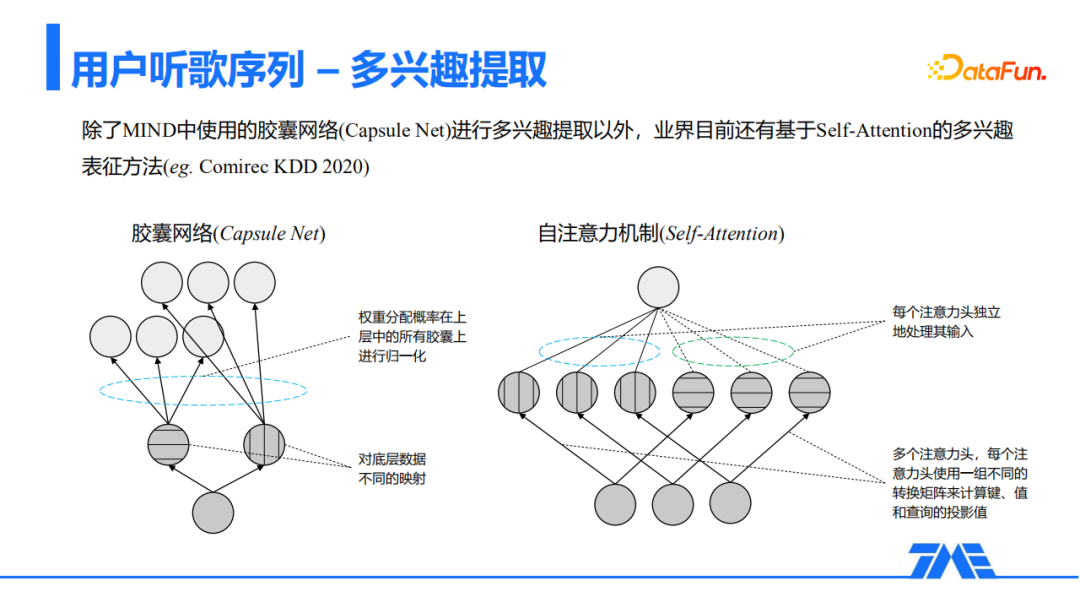 用户听歌序列 – 多兴趣提取
DataFun.
除了MIND中使用的胶囊网络(Capsule Net)进行多兴趣提取以外，业界目前还有基于Self-Attention的多兴趣
表征方法(eg. Comirec KDD 2020)
胶囊网络(Capsule Net)
自注意力机制(Self-Attention)
权重分配概率在上
层中的所有胶囊上
进行归一化
对底层数据
不同的映射
每个注意力头独立
地处理其输入
多个注意力头，每个注
意力头使用一组不同的
转换矩阵来计算键、值
和查询的投影值
TME